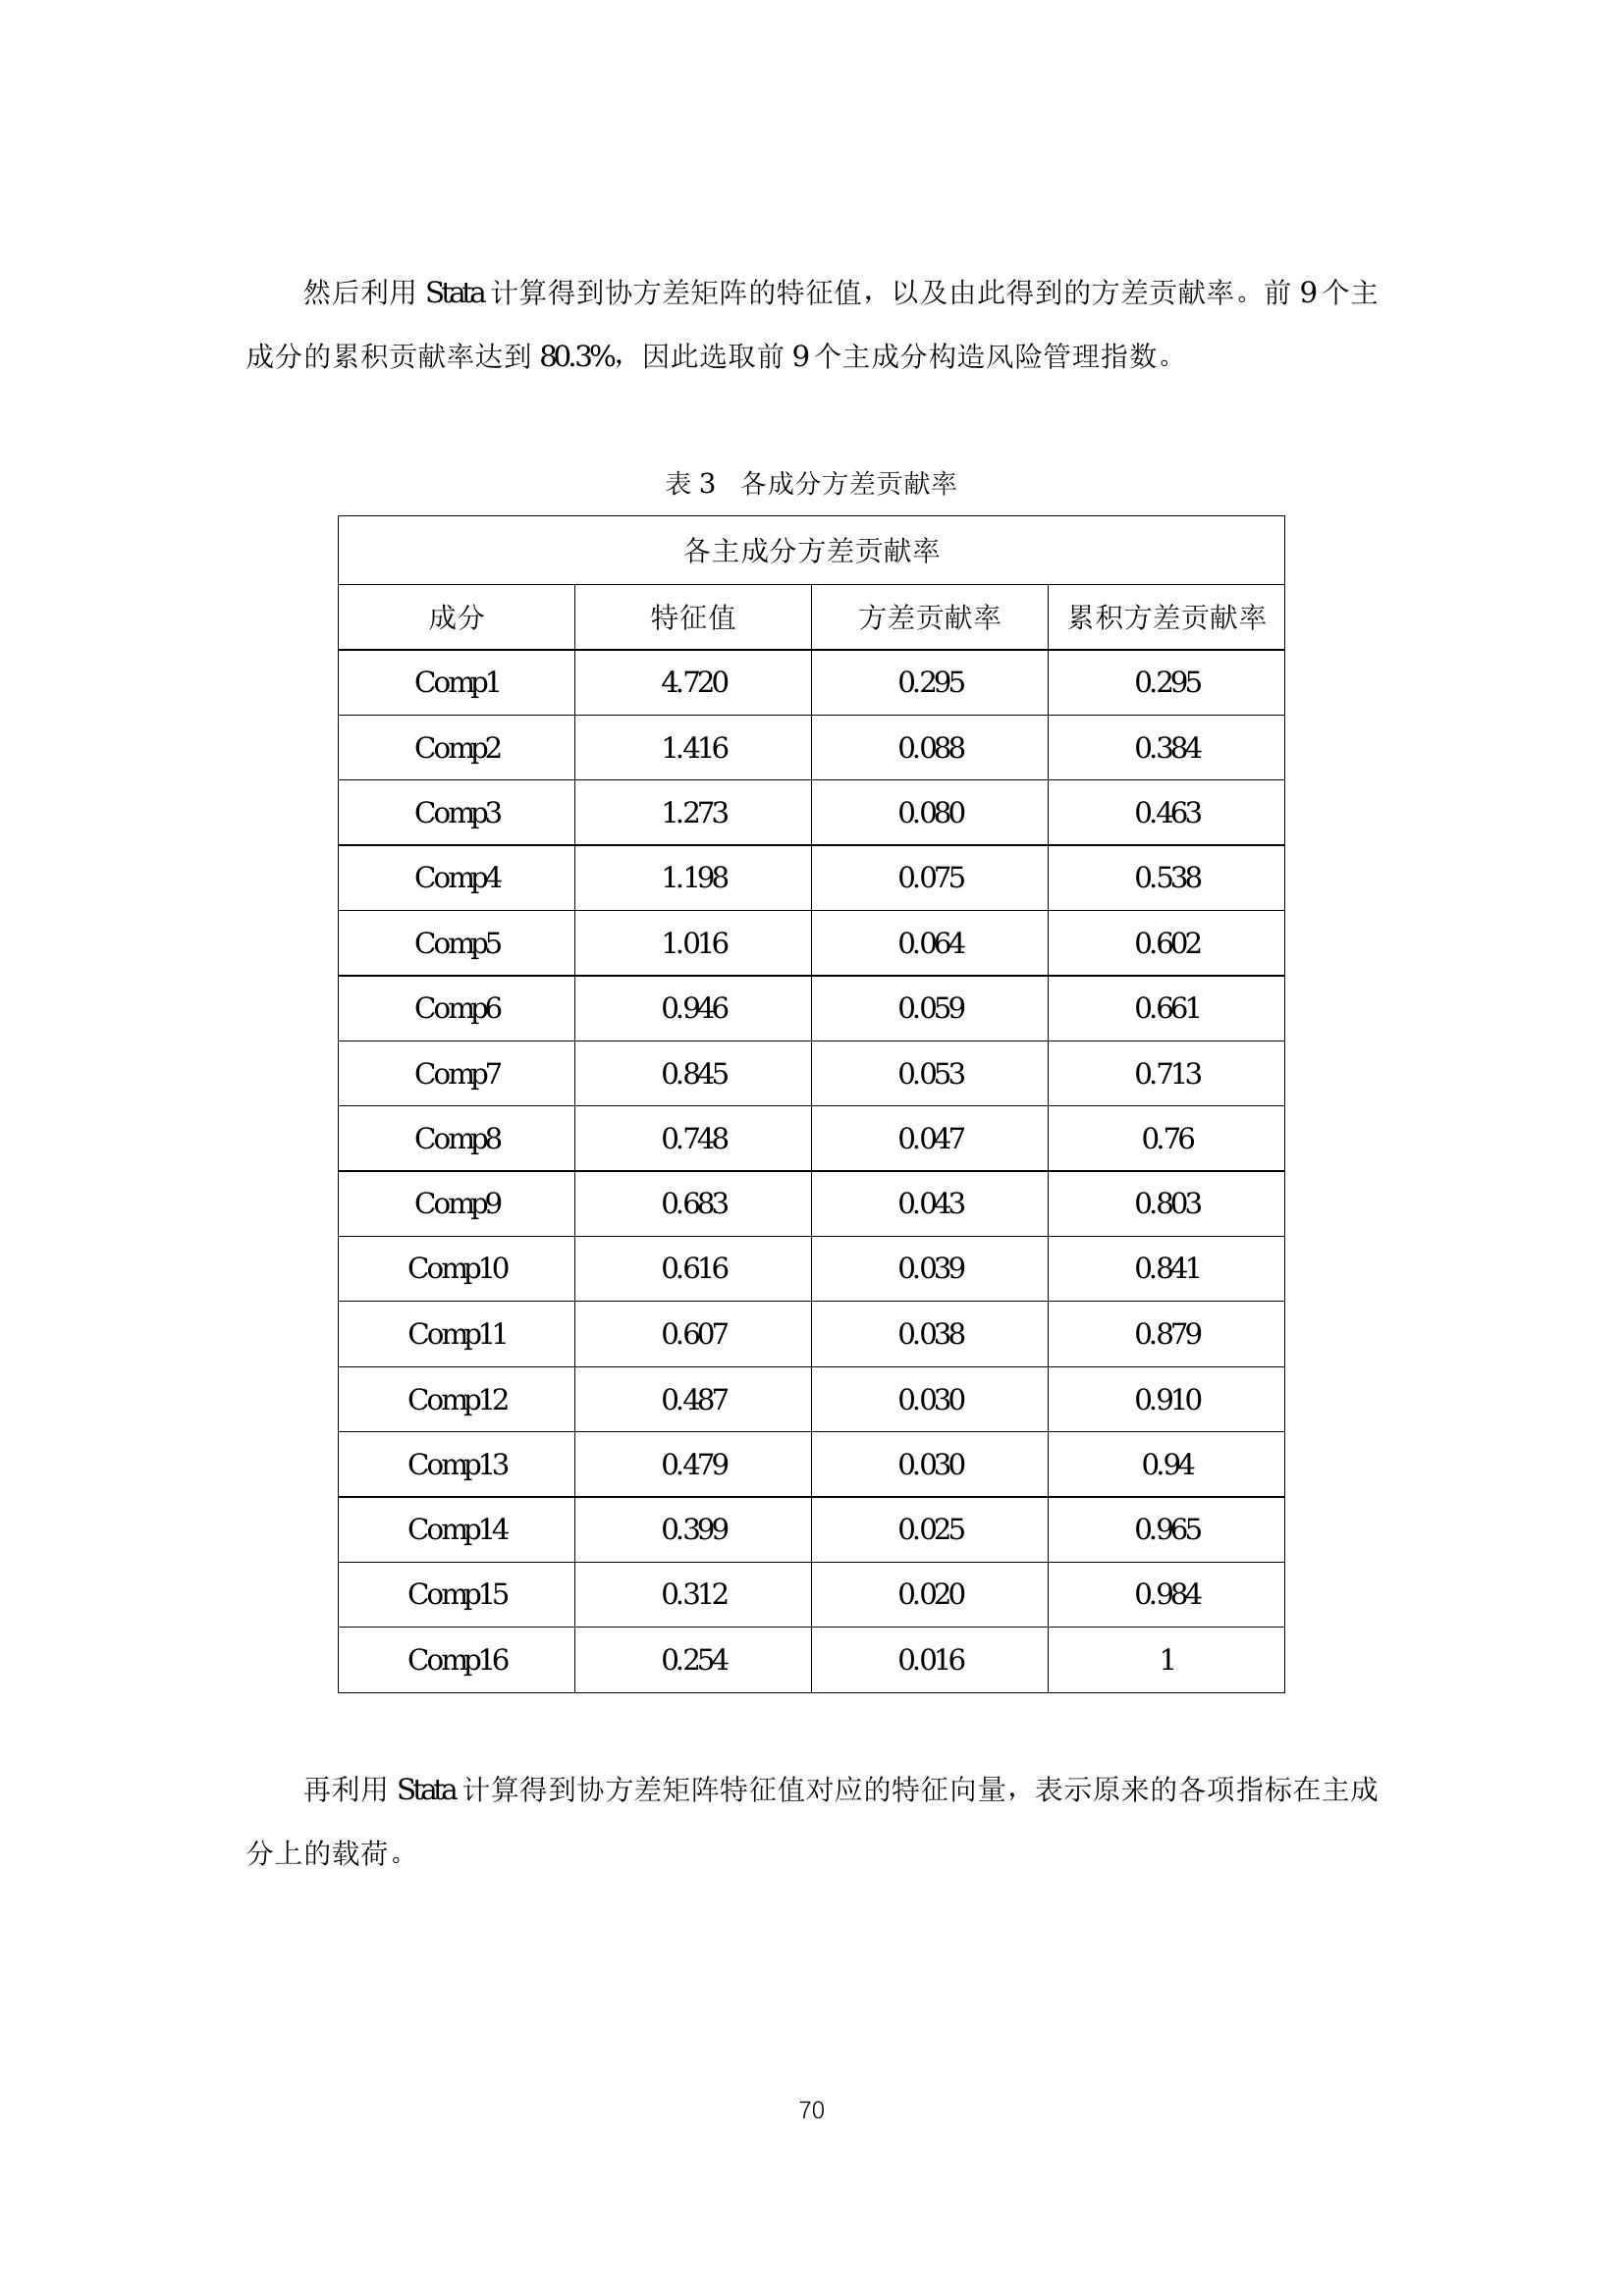 然后利用 Stata 计算得到协方差矩阵的特征值，以及由此得到的方差贡献率。前 9 个主
成分的累积贡献率达到 80.3%，因此选取前 9 个主成分构造风险管理指数。
表 3 各成分方差贡献率
各主成分方差贡献率
成分 特征值 方差贡献率 累积方差贡献率
Comp1 4.720 0.295 0.295
Comp2 1.416 0.088 0.384
Comp3 1.273 0.080 0.463
Comp4 1.198 0.075 0.538
Comp5 1.016 0.064 0.602
Comp6 0.946 0.059 0.661
Comp7 0.845 0.053 0.713
Comp8 0.748 0.047 0.76
Comp9 0.683 0.043 0.803
Comp10 0.616 0.039 0.841
Comp11 0.607 0.038 0.879
Comp12 0.487 0.030 0.910
Comp13 0.479 0.030 0.94
Comp14 0.399 0.025 0.965
Comp15 0.312 0.020 0.984
Comp16 0.254 0.016 1
再利用 Stata 计算得到协方差矩阵特征值对应的特征向量，表示原来的各项指标在主成
分上的载荷。
70